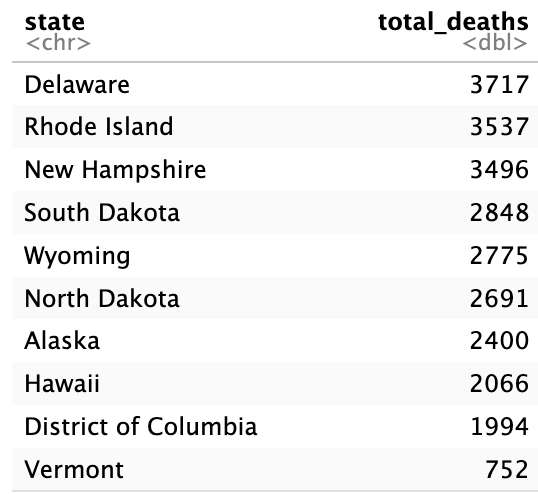 state total_deaths
<chr> <dbl>
Delaware 3717
Rhode Island 3537
New Hampshire 3496
South Dakota 2848
Wyoming 2775
North Dakota 2691
Alaska 2400
Hawaii 2066
District of Columbia 1994
Vermont 752